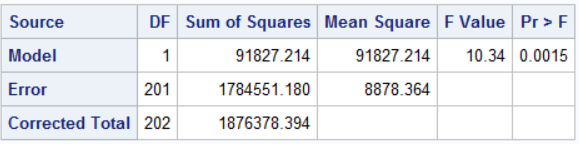 Source DF Sum of Squares Mean Square F Value Pr > F
Model 1 91827.214 91827.214 10.34 0.0015
Error 201 1784551.180 8878.364
Corrected Total 202 1876378.394